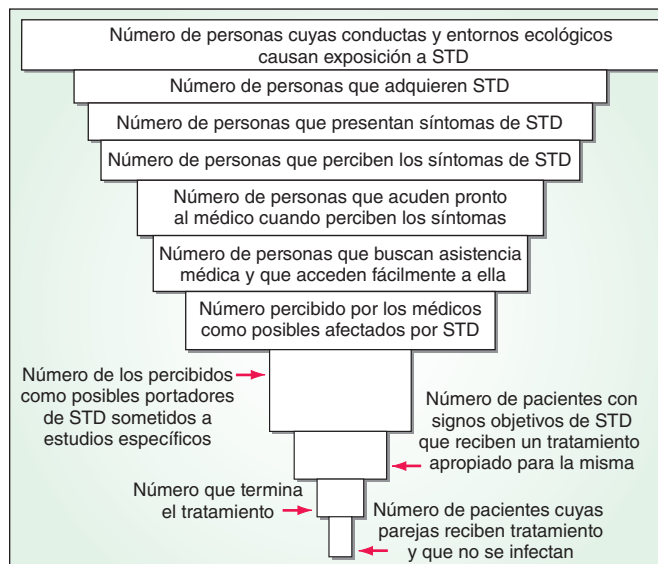 Número de personas cuyas conductas y entornos ecológicos
causan exposición a STD
Número de personas que adquieren STD
Número de personas que presentan síntomas de STD
Número de personas que perciben los síntomas de STD
Número de personas que acuden pronto
al médico cuando perciben los síntomas
Número de personas que buscan asistencia
médica y que acceden fácilmente a ella
Número percibido por los médicos
como posibles afectados por STD
Número de los percibidos
como posibles portadores
de STD sometidos a
estudios específicos
Número de pacientes con
signos objetivos de STD
que reciben un tratamiento
apropiado para la misma
Número que termina
el tratamiento
Número de pacientes cuyas
parejas reciben tratamiento
y que no se infectan